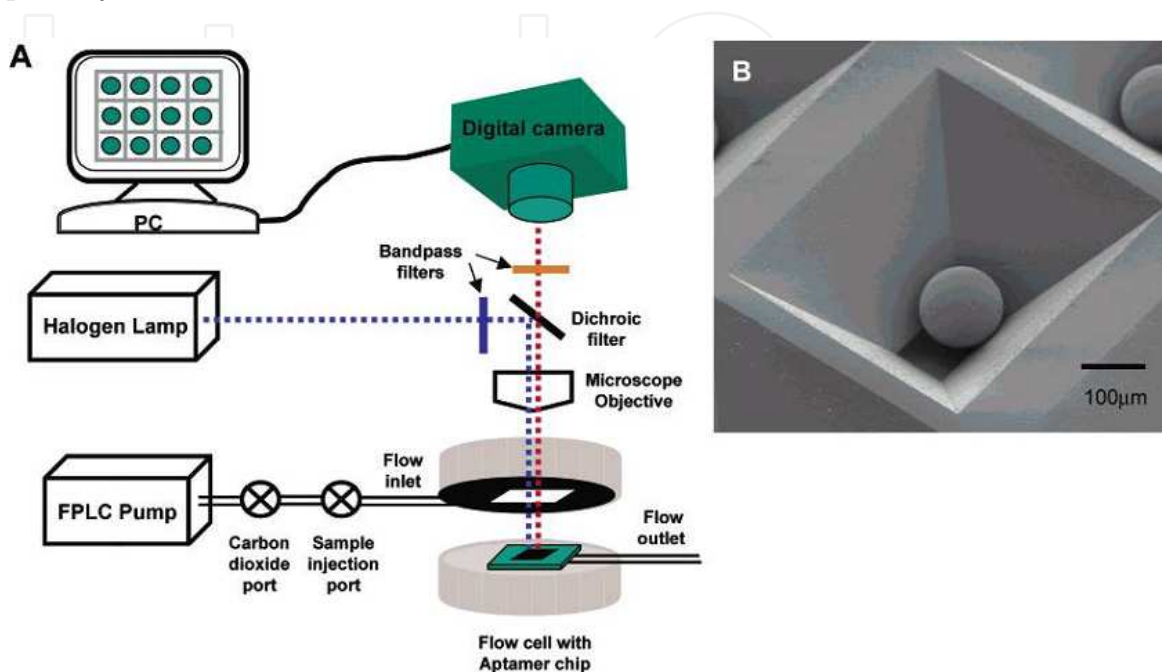 A
B
Digital camera
PC
Bandpass
filters
Halogen Lamp
Dichroic
filter
Microscope
Objective
100μm
Flow
inlet
FPLC Pump
Flow
outlet
Carbon
dioxide
port
Sample
injection
port
Flow cell with
Aptamer chip